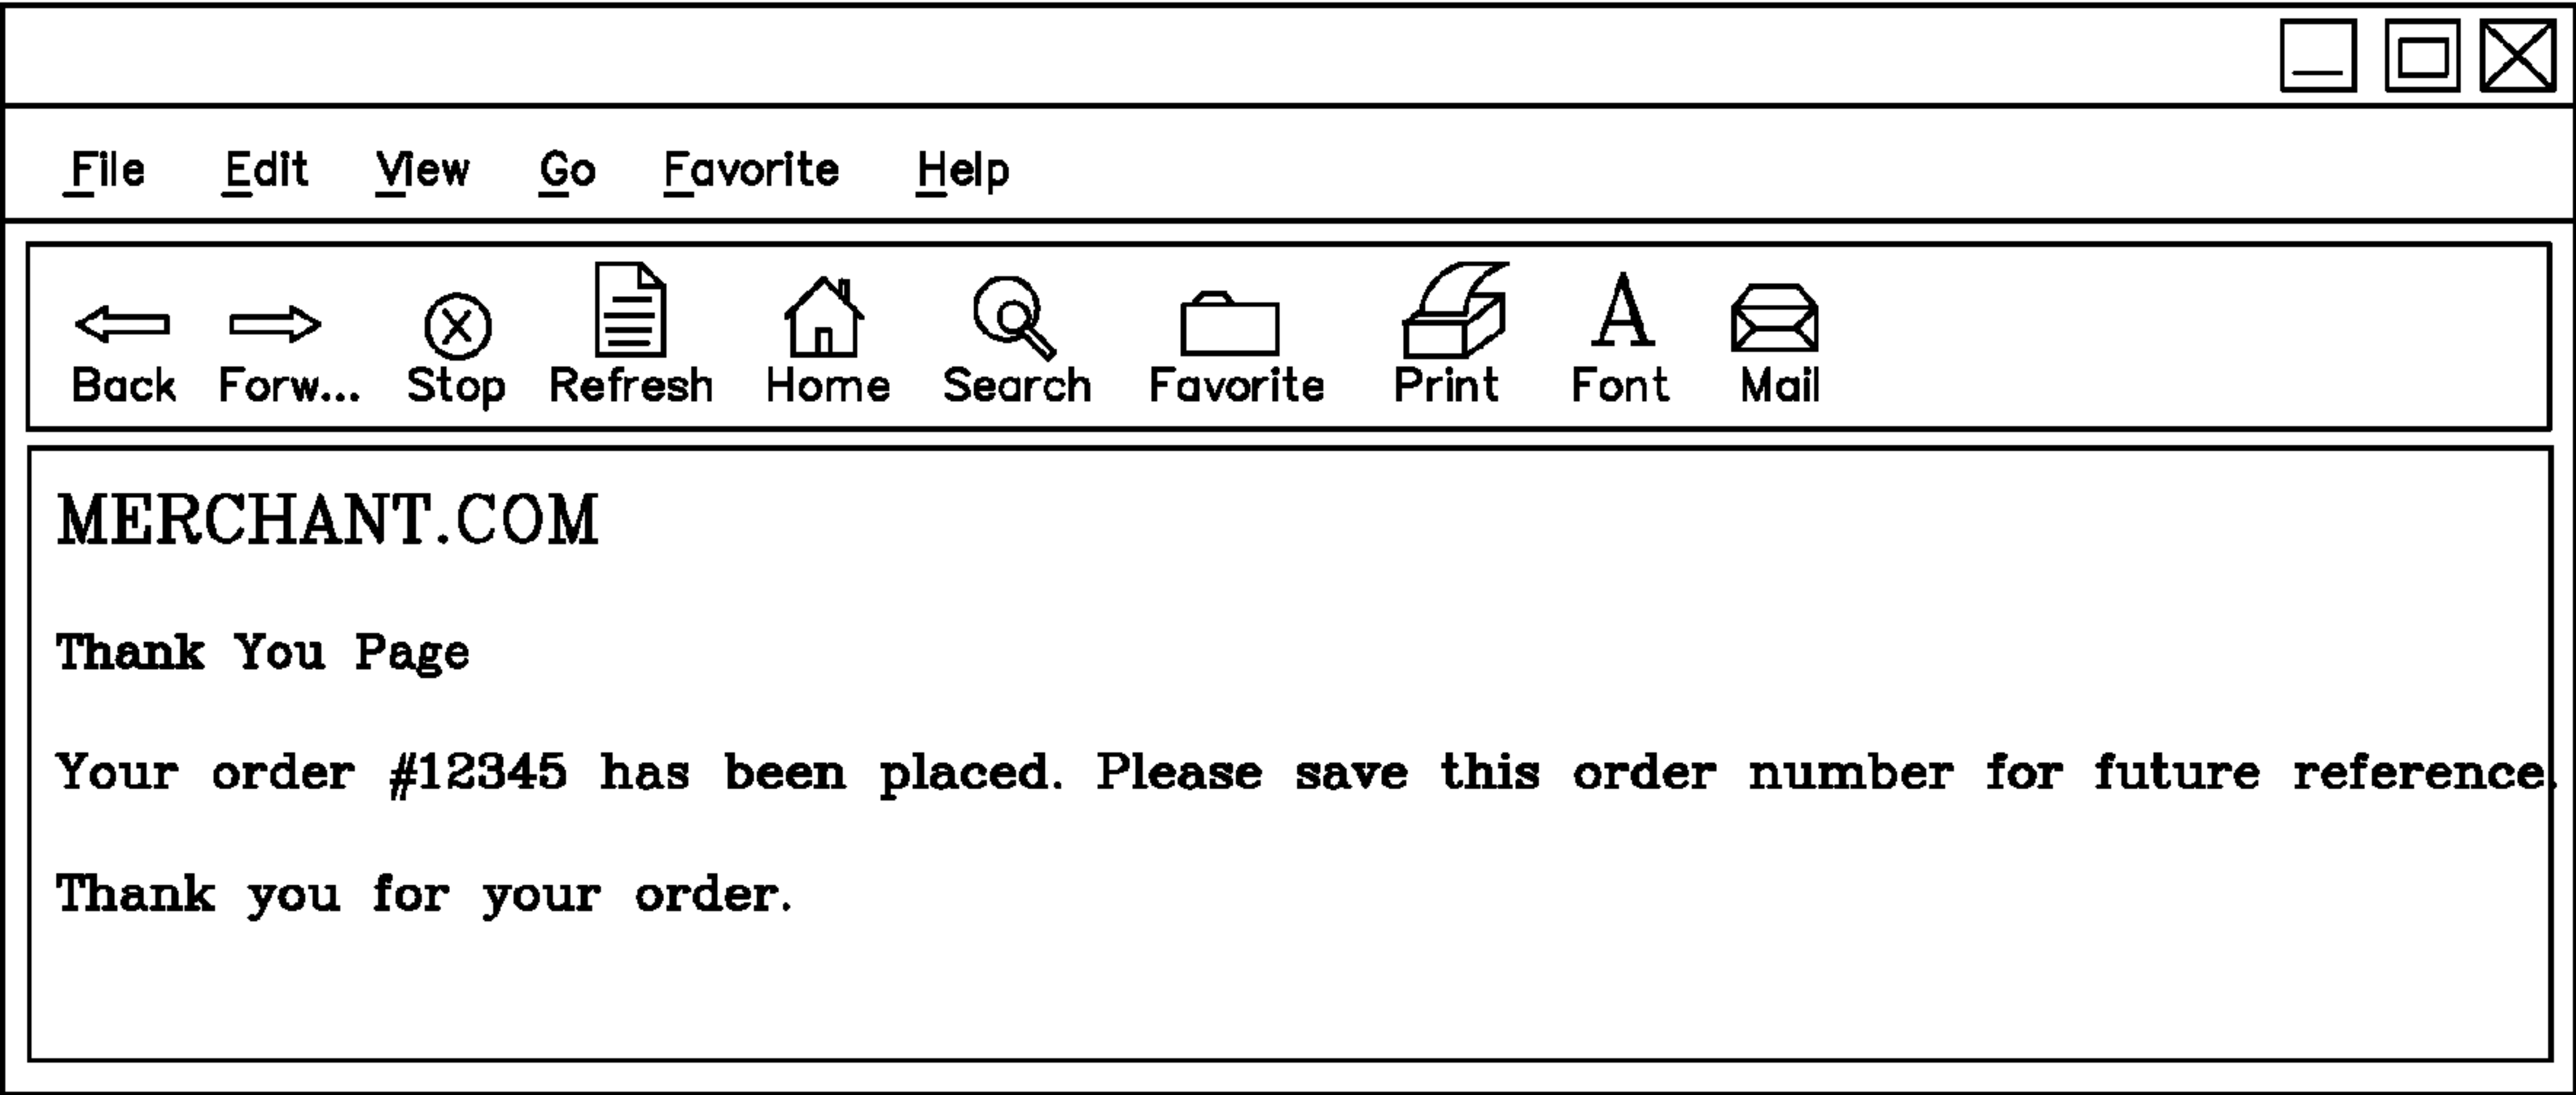 File Edit View Go Favorite Help
Back Forw... Stop Refresh Home Search Favorite Print Font Mail
MERCHANT.COM
Thank You Page
Your order #12345 has been placed. Please save this order number for future reference.
Thank you for your order.